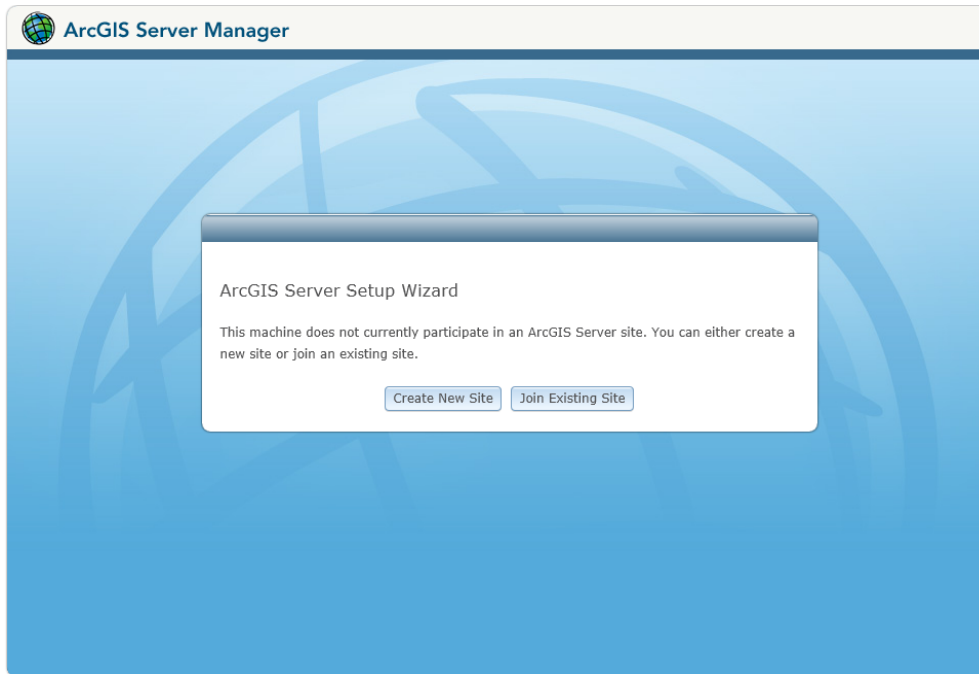 ArcGIS Server Manager
ArcGIS Server Setup Wizard
This machine does not currently participate in an ArcGIS Server site. You can either create a
new site or join an existing site.
Create New Site Join Existing Site